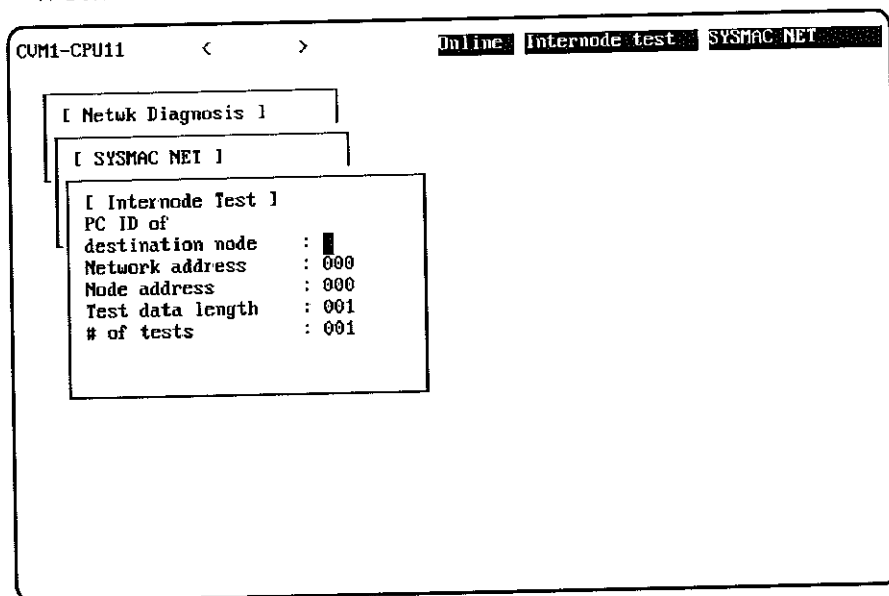 CVM1-CPU11 < > Online Internode test SYSMAC NET
[ Netwk Diagnosis ]
[ SYSMAC NET ]
[ Internode Test ]
PC ID of
destination node :
Network address : 000
Node address : 000
Test data length : 001
# of tests : 001